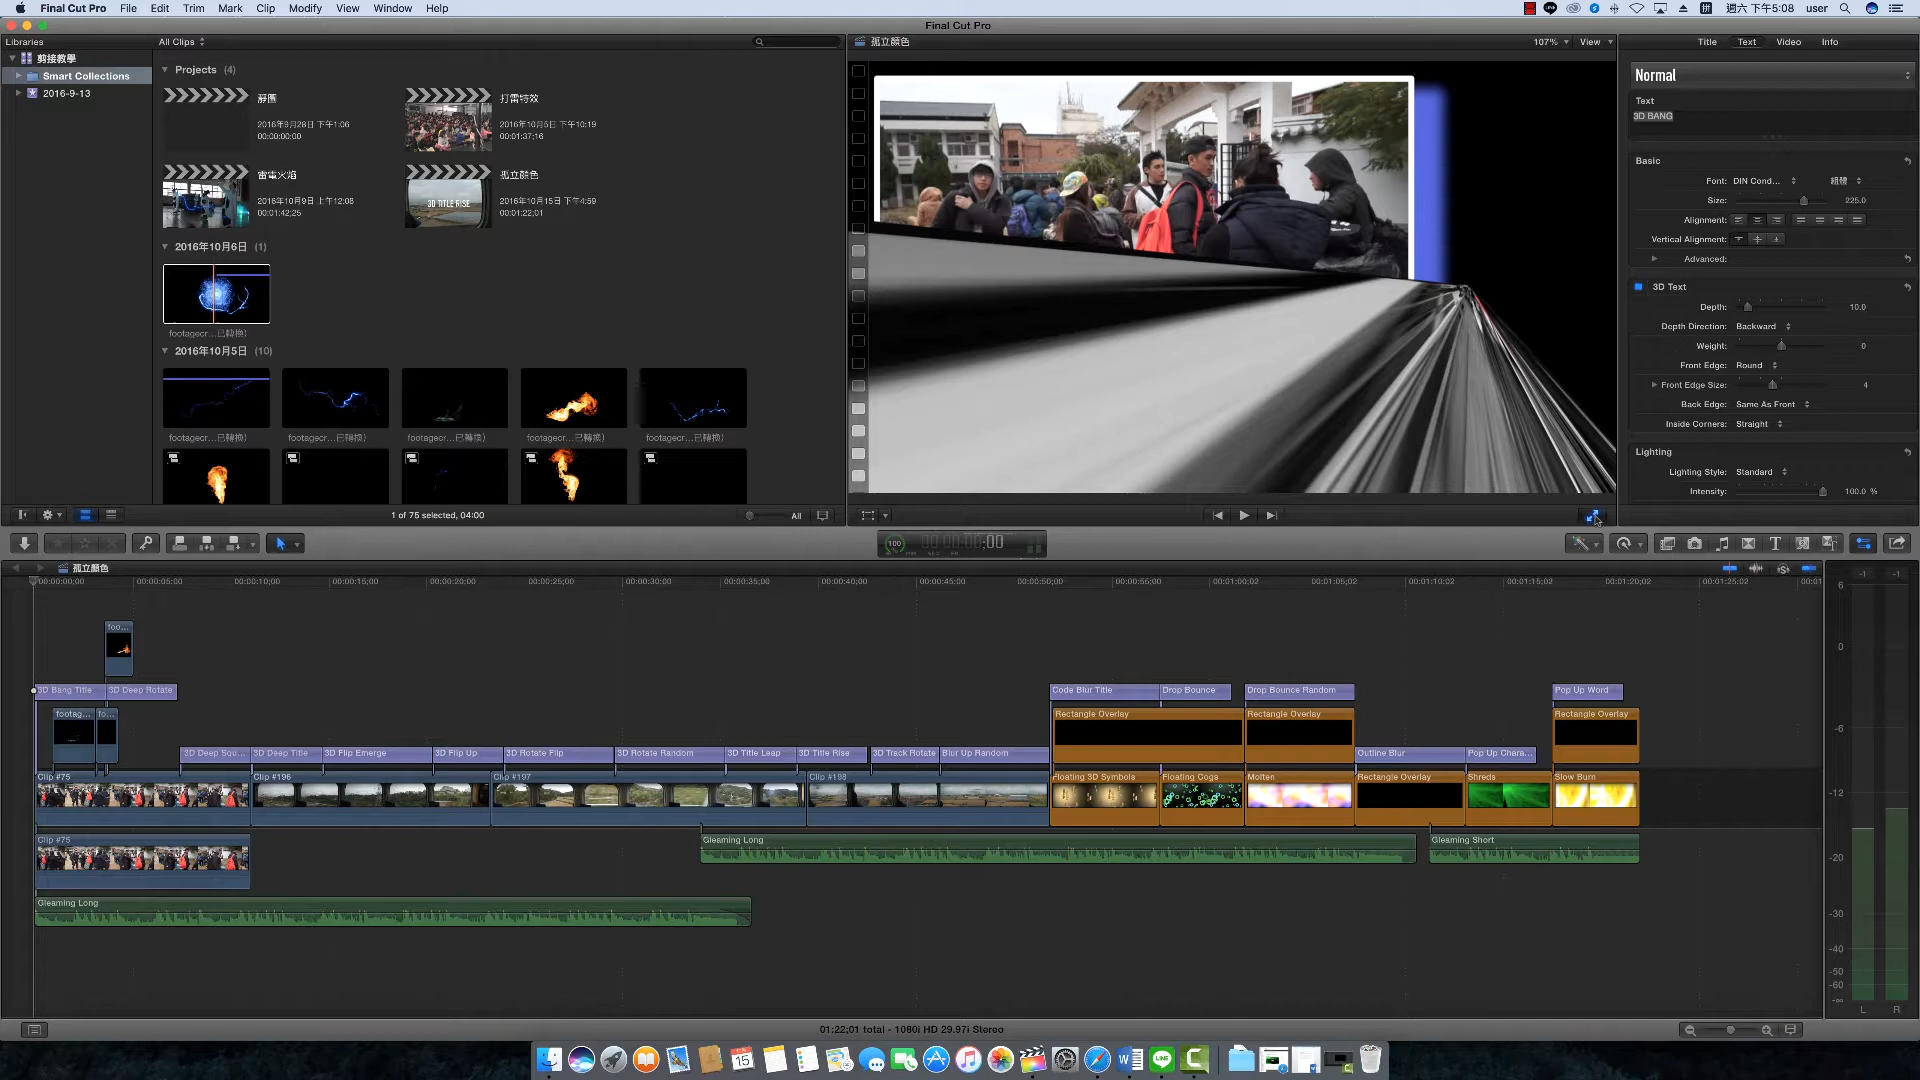 Final Cut Pro File Edit Trim Mark Clip Modify View Window Help
週六 下午5:08 user
Final Cut Pro
Libraries
All Clips
剪接教學
Smart Collections
2016-9-13
Projects (4)
靜圖
2016年9月28日 下午1:06
00:00:00:00
打雷特效
2016年10月5日 下午10:19
00:01:37;16
雷電火焰
2016年10月9日 上午12:08
00:01:42;25
3D TITLE RISE
孤立顏色
2016年10月15日 下午4:59
00:01:22;01
2016年10月6日 (1)
footagecr...已轉換)
2016年10月5日 (10)
footagecr...已轉換)
footagecr...已轉換)
footagecr...已轉換)
footagecr...已轉換)
footagecr...已轉換)
1 of 75 selected, 04:00
All
孤立顏色
107%
View
Title Text Video Info
Normal
Text
3D BANG
Basic
Font: DIN Cond... 粗體
Size: 225.0
Alignment:
Vertical Alignment:
Advanced:
3D Text
Depth: 10.0
Depth Direction: Backward
Weight: 0
Front Edge: Round
Front Edge Size: 4
Back Edge: Same As Front
Inside Corners: Straight
Lighting
Lighting Style: Standard
Intensity: 100.0 %
100
:00
孤立顏色
00:00:00;00 00:00:05;00 00:00:10;00 00:00:15;00 00:00:20;00 00:00:25;00 00:00:30;00 00:00:35;00 00:00:40;00 00:00:45;00 00:00:50;00 00:00:55;00 00:01:00;02 00:01:05;02 00:01:10;02 00:01:15;02 00:01:20;02 00:01:25;02 00:01
foo...
3D Bang Title 3D Deep Rotate
Code Blur Title Drop Bounce Drop Bounce Random Pop Up Word
footag... fo...
Rectangle Overlay Rectangle Overlay Rectangle Overlay
3D Deep Squ... 3D Deep Title 3D Flip Emerge 3D Flip Up 3D Rotate Flip 3D Rotate Random 3D Title Leap 3D Title Rise 3D Track Rotate Blur Up Random Outline Blur Pop Up Chara...
Clip #75 Clip #196 Clip #197 Clip #198 Floating 3D Symbols Floating Cogs Molten Rectangle Overlay Shreds Slow Burn
Clip #75
Gleaming Long
Gleaming Short
Gleaming Long
-1 -1
6
0
-6
-12
-20
-30
-40
-50
-60
-∞
L R
01:22;01 total - 1080i HD 29.97i Stereo
15